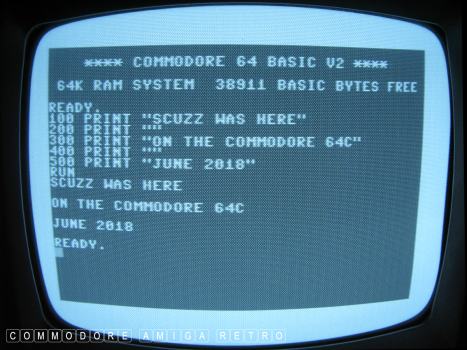 **** COMMODORE 64 BASIC V2 ****
64K RAM SYSTEM 38911 BASIC BYTES FREE
READY.
100 PRINT "SCUZZ WAS HERE"
200 PRINT ""
300 PRINT "ON THE COMMODORE 64C"
400 PRINT ""
500 PRINT "JUNE 2018"
RUN
SCUZZ WAS HERE
ON THE COMMODORE 64C
JUNE 2018
READY.
COMMODORE AMIGA RETRO